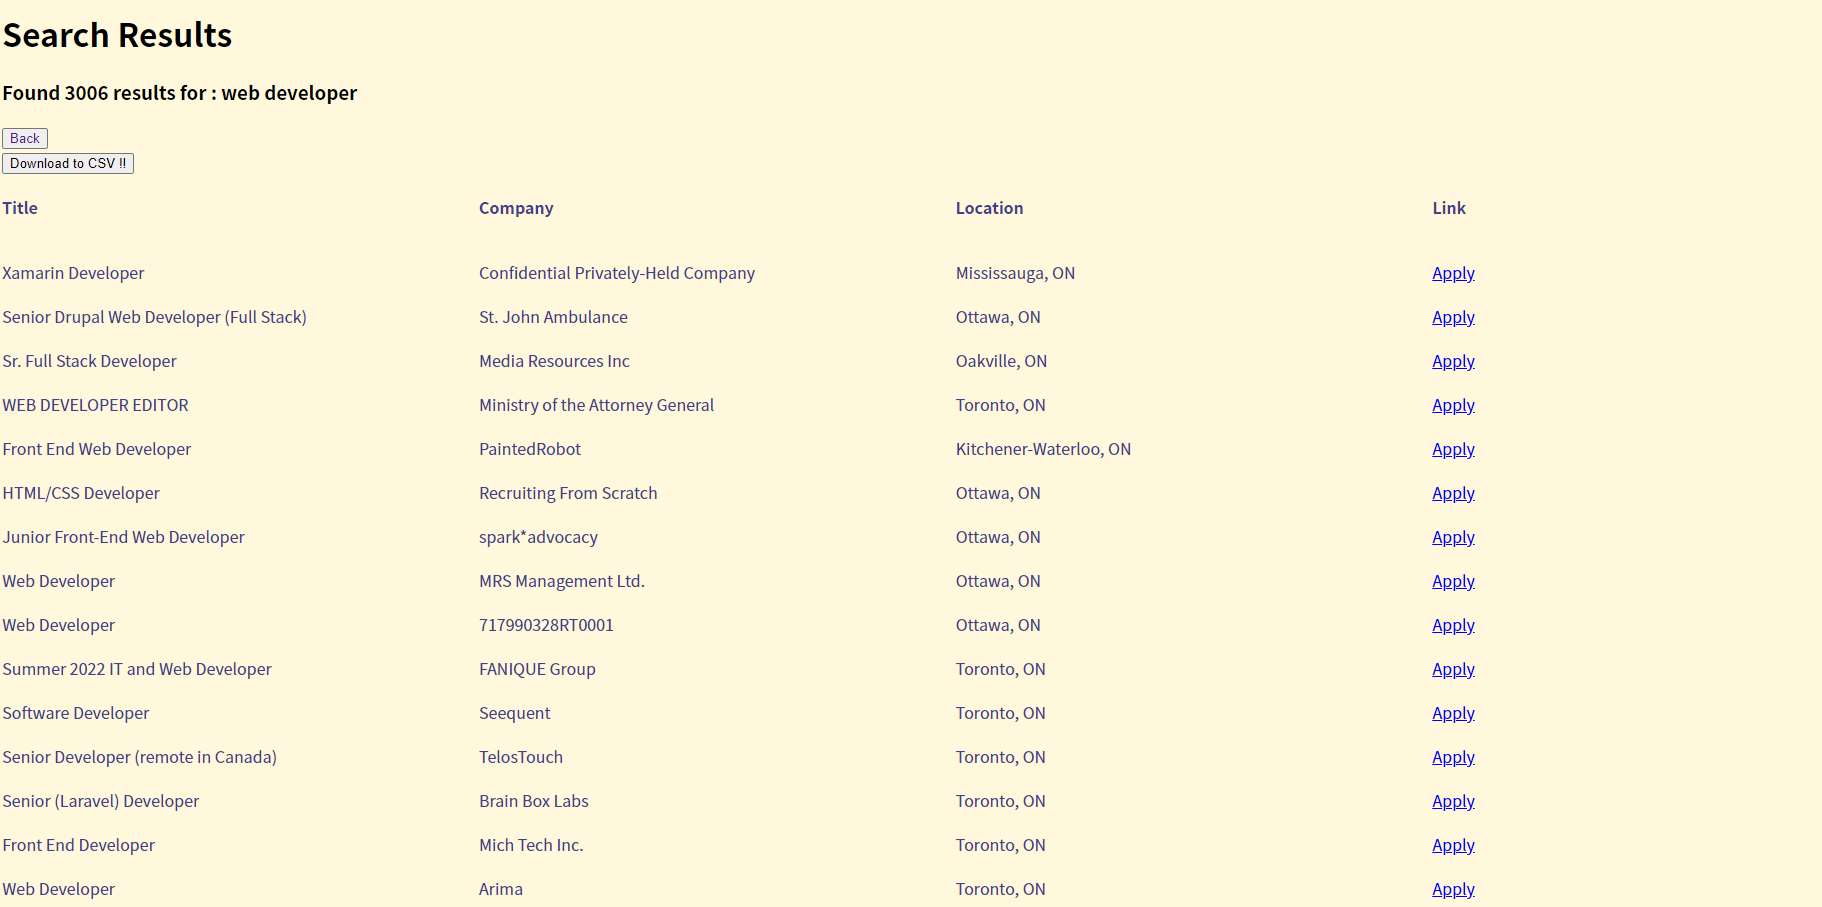 Search Results
Found 3006 results for : web developer
Back
Download to CSV !!
Title Company Location Link
Xamarin Developer Confidential Privately-Held Company Mississauga, ON Apply
Senior Drupal Web Developer (Full Stack) St. John Ambulance Ottawa, ON Apply
Sr. Full Stack Developer Media Resources Inc Oakville, ON Apply
WEB DEVELOPER EDITOR Ministry of the Attorney General Toronto, ON Apply
Front End Web Developer PaintedRobot Kitchener-Waterloo, ON Apply
HTML/CSS Developer Recruiting From Scratch Ottawa, ON Apply
Junior Front-End Web Developer spark*advocacy Ottawa, ON Apply
Web Developer MRS Management Ltd. Ottawa, ON Apply
Web Developer 717990328RT0001 Ottawa, ON Apply
Summer 2022 IT and Web Developer FANIQUE Group Toronto, ON Apply
Software Developer Seequent Toronto, ON Apply
Senior Developer (remote in Canada) TelosTouch Toronto, ON Apply
Senior (Laravel) Developer Brain Box Labs Toronto, ON Apply
Front End Developer Mich Tech Inc. Toronto, ON Apply
Web Developer Arima Toronto, ON Apply